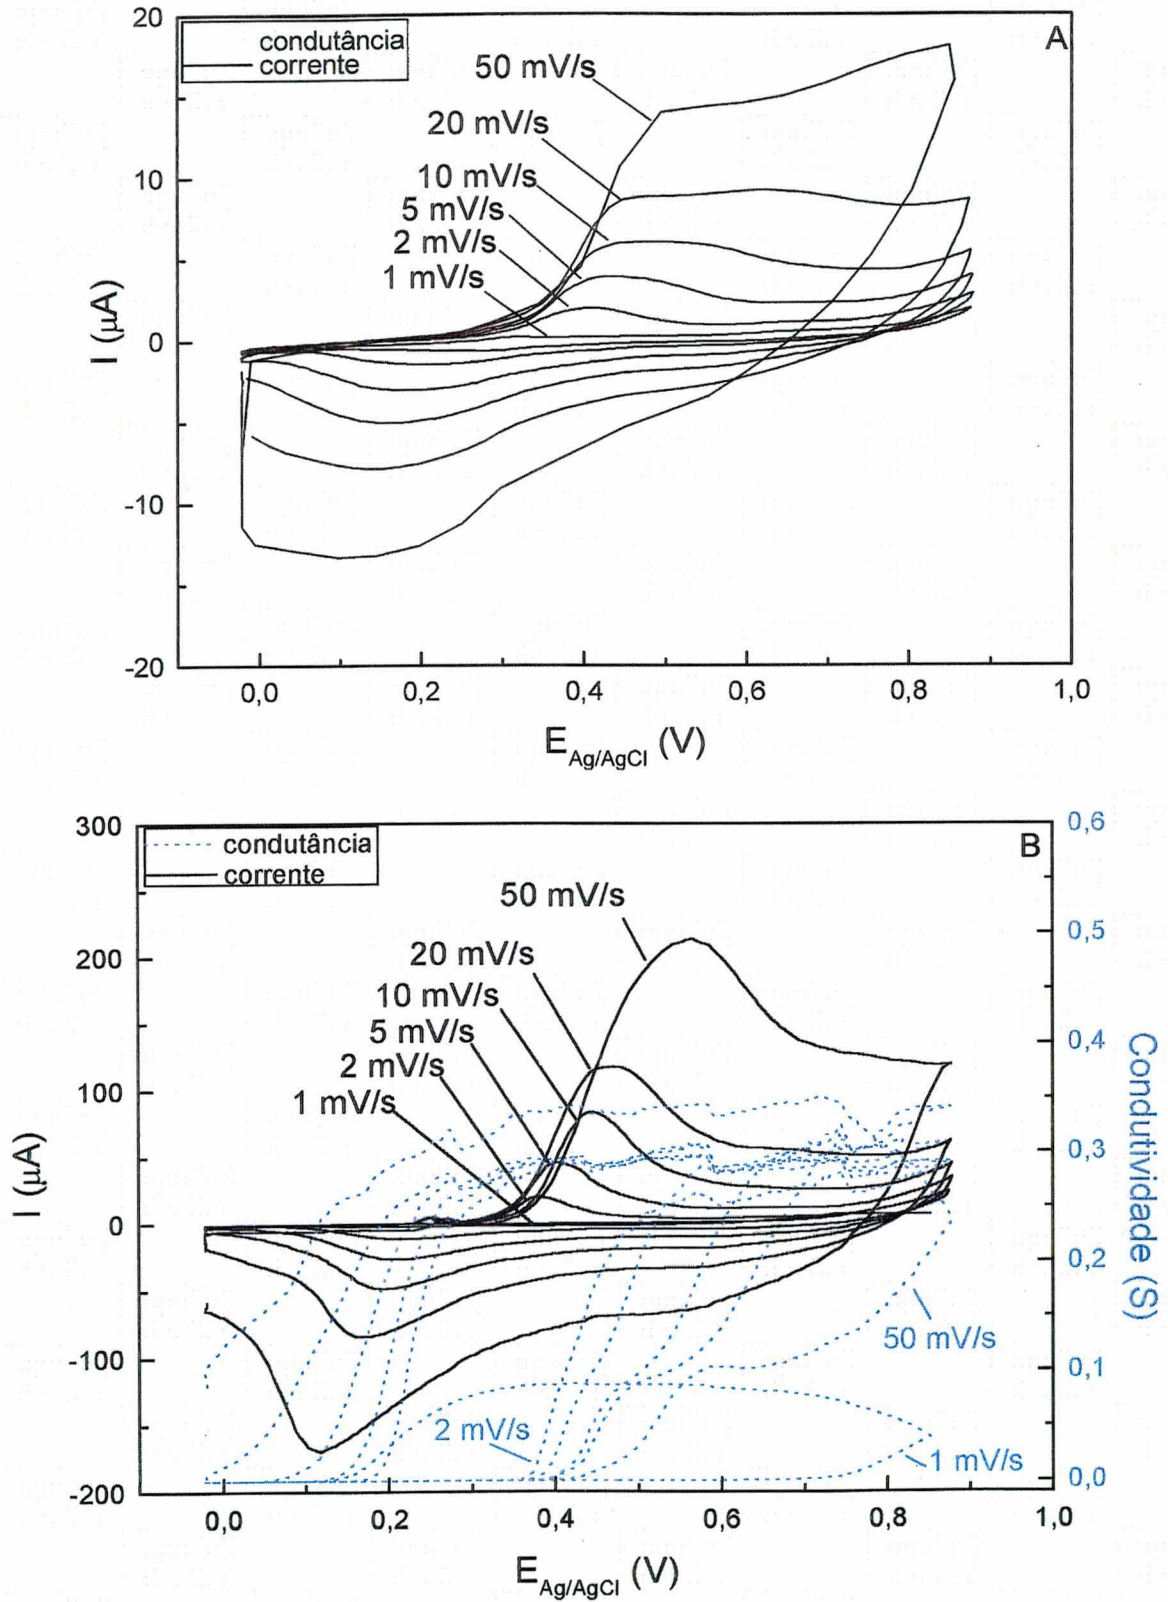 20
10
0
-10
-20
I (μA)
condutância
corrente
A
50 mV/s
20 mV/s
10 mV/s
5 mV/s
2 mV/s
1 mV/s
0,0
0,2
0,4
0,6
0,8
1,0
E Ag/AgCl (V)
300
200
100
0
-100
-200
I (μA)
condutância
corrente
B
50 mV/s
20 mV/s
10 mV/s
5 mV/s
2 mV/s
1 mV/s
0,6
0,5
0,4
0,3
0,2
0,1
0,0
Condutividade (S)
50 mV/s
2 mV/s
1 mV/s
0,0
0,2
0,4
0,6
0,8
1,0
E Ag/AgCl (V)